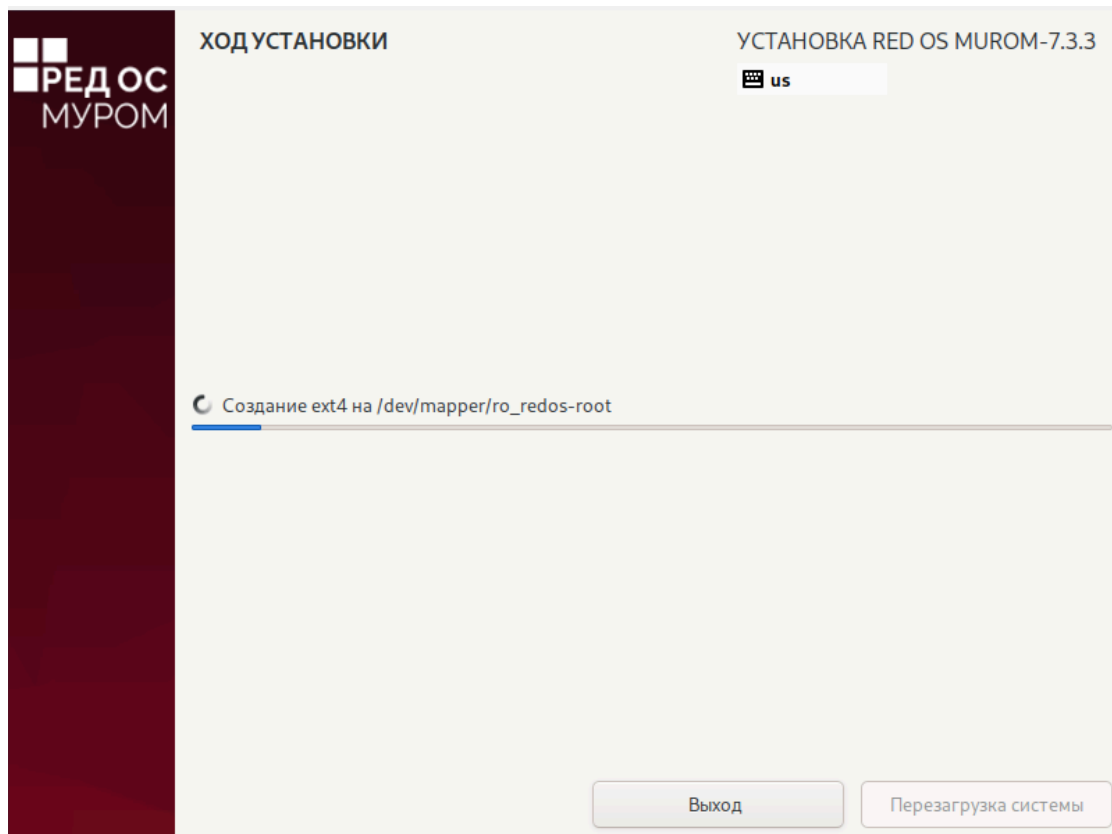 РЕД ОС
МУРОМ
ХОД УСТАНОВКИ
УСТАНОВКА RED OS MUROM-7.3.3
us
Создание ext4 на /dev/mapper/ro_redos-root
Выход
Перезагрузка системы